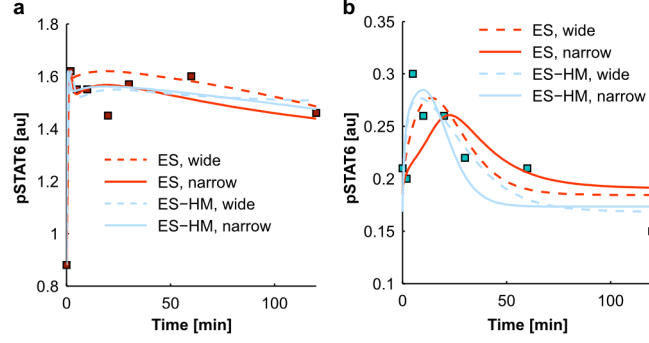 a
1.8
1.6
1.4
1.2
1
0.8
pSTAT6 [au]
ES, wide
ES, narrow
ES−HM, wide
ES−HM, narrow
0
50
100
Time [min]
b
0.35
0.3
0.25
0.2
0.15
0.1
pSTAT6 [au]
ES, wide
ES, narrow
ES−HM, wide
ES−HM, narrow
0
50
100
Time [min]